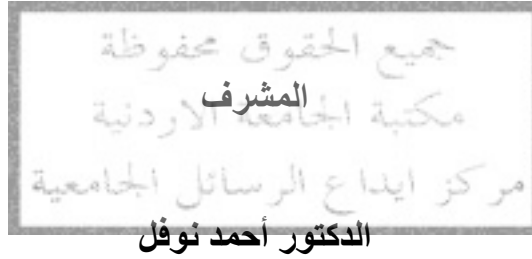 جميع الحقوق محفوظة
المشرف
مكتبة الجامعة الاردنية
مركز ايداع الرسائل الجامعية
الدكتور أحمد نوفل